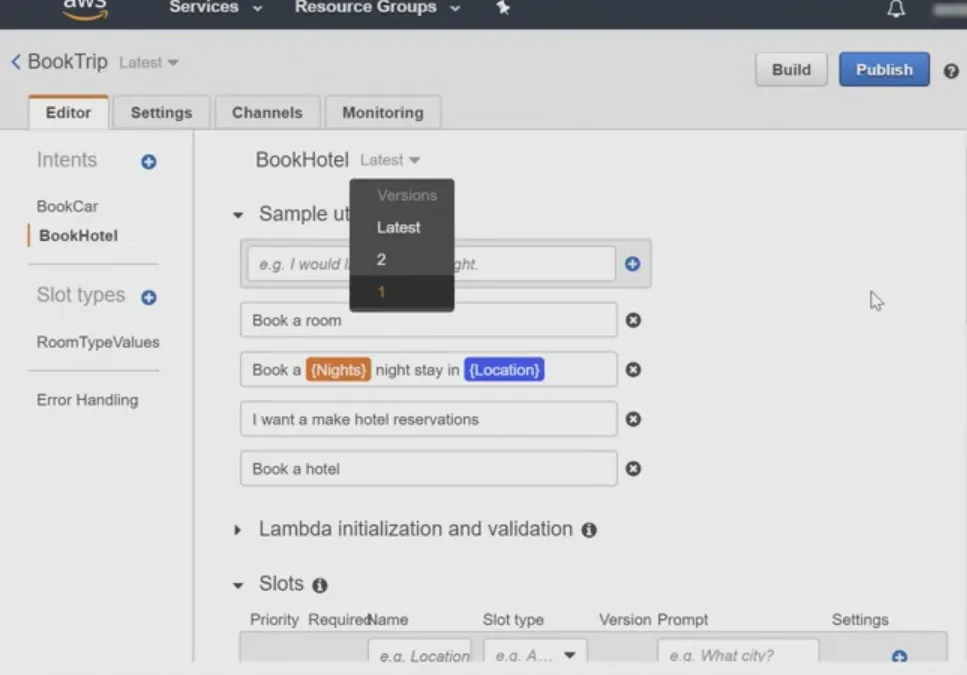 aws Services Resource Groups
BookTrip Latest
Build Publish ?
Editor Settings Channels Monitoring
Intents
BookCar
BookHotel
Slot types
RoomTypeValues
Error Handling
BookHotel Latest
Versions
Latest
2
1
Sample ut
e.g. I would l ght.
Book a room
Book a {Nights} night stay in {Location}
I want a make hotel reservations
Book a hotel
Lambda initialization and validation
Slots
Priority Required Name Slot type Version Prompt Settings
e.g. Location e.g. A... e.g. What city?